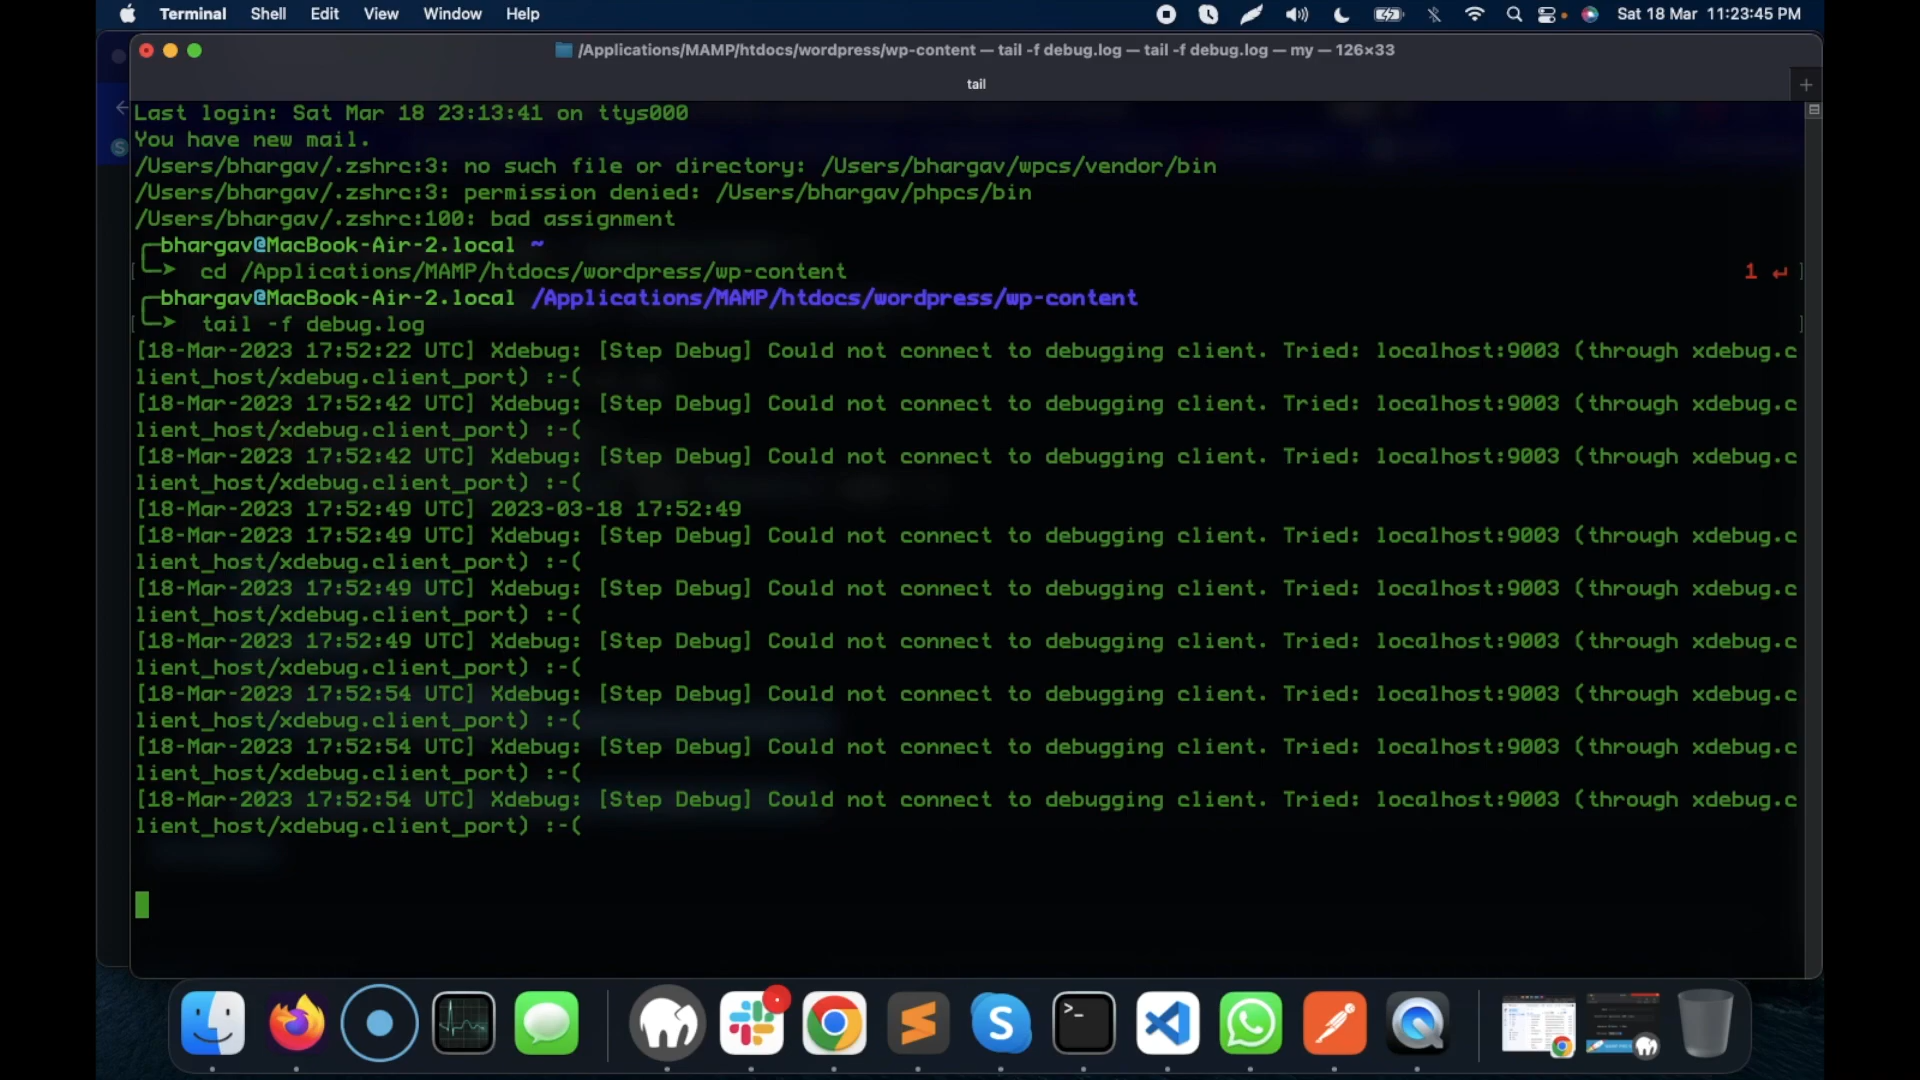 Terminal Shell Edit View Window Help Sat 18 Mar 11:23:45 PM
/Applications/MAMP/htdocs/wordpress/wp-content — tail -f debug.log — tail -f debug.log — my — 126×33
tail
Last login: Sat Mar 18 23:13:41 on ttys000
You have new mail.
/Users/bhargav/.zshrc:3: no such file or directory: /Users/bhargav/wpcs/vendor/bin
/Users/bhargav/.zshrc:3: permission denied: /Users/bhargav/phpcs/bin
/Users/bhargav/.zshrc:100: bad assignment
bhargav@MacBook-Air-2.local ~
cd /Applications/MAMP/htdocs/wordpress/wp-content 1 ↵
bhargav@MacBook-Air-2.local /Applications/MAMP/htdocs/wordpress/wp-content
tail -f debug.log
[18-Mar-2023 17:52:22 UTC] Xdebug: [Step Debug] Could not connect to debugging client. Tried: localhost:9003 (through xdebug.c
lient_host/xdebug.client_port) :-(
[18-Mar-2023 17:52:42 UTC] Xdebug: [Step Debug] Could not connect to debugging client. Tried: localhost:9003 (through xdebug.c
lient_host/xdebug.client_port) :-(
[18-Mar-2023 17:52:42 UTC] Xdebug: [Step Debug] Could not connect to debugging client. Tried: localhost:9003 (through xdebug.c
lient_host/xdebug.client_port) :-(
[18-Mar-2023 17:52:49 UTC] 2023-03-18 17:52:49
[18-Mar-2023 17:52:49 UTC] Xdebug: [Step Debug] Could not connect to debugging client. Tried: localhost:9003 (through xdebug.c
lient_host/xdebug.client_port) :-(
[18-Mar-2023 17:52:49 UTC] Xdebug: [Step Debug] Could not connect to debugging client. Tried: localhost:9003 (through xdebug.c
lient_host/xdebug.client_port) :-(
[18-Mar-2023 17:52:49 UTC] Xdebug: [Step Debug] Could not connect to debugging client. Tried: localhost:9003 (through xdebug.c
lient_host/xdebug.client_port) :-(
[18-Mar-2023 17:52:54 UTC] Xdebug: [Step Debug] Could not connect to debugging client. Tried: localhost:9003 (through xdebug.c
lient_host/xdebug.client_port) :-(
[18-Mar-2023 17:52:54 UTC] Xdebug: [Step Debug] Could not connect to debugging client. Tried: localhost:9003 (through xdebug.c
lient_host/xdebug.client_port) :-(
[18-Mar-2023 17:52:54 UTC] Xdebug: [Step Debug] Could not connect to debugging client. Tried: localhost:9003 (through xdebug.c
lient_host/xdebug.client_port) :-(